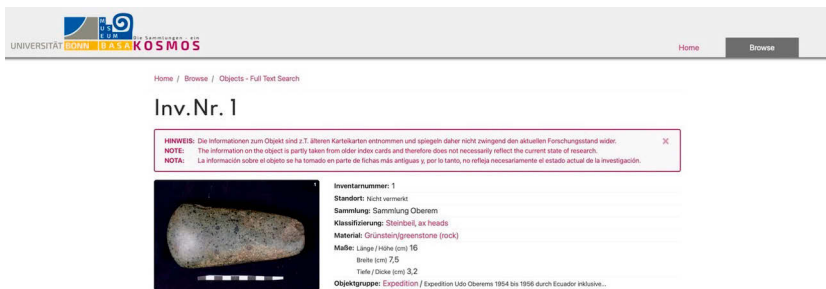 MUSEUM
UNIVERSITÄT BONN BASA Die Sammlungen - ein KOSMOS
Home Browse
Home / Browse / Objects - Full Text Search
Inv.Nr. 1
HINWEIS: Die Informationen zum Objekt sind z.T. älteren Karteikarten entnommen und spiegeln daher nicht zwingend den aktuellen Forschungsstand wider. ×
NOTE: The information on the object is partly taken from older index cards and therefore does not necessarily reflect the current state of research.
NOTA: La información sobre el objeto se ha tomado en parte de fichas más antiguas y, por lo tanto, no refleja necesariamente el estado actual de la investigación.
1
Inventarnummer: 1
Standort: Nicht vermerkt
Sammlung: Sammlung Oberem
Klassifizierung: Steinbeil, ax heads
Material: Grünstein/greenstone (rock)
Maße: Länge / Höhe (cm) 16
Breite (cm) 7,5
Tiefe / Dicke (cm) 3,2
Objektgruppe: Expedition / Expedition Udo Oberems 1954 bis 1956 durch Ecuador inklusive...